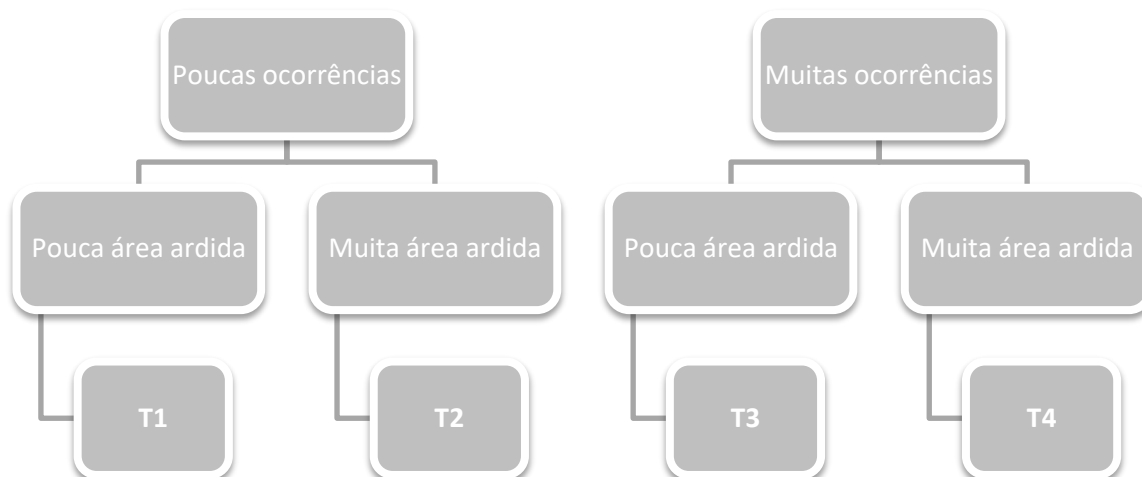 Poucas ocorrências
Muitas ocorrências
Pouca área ardida
Muita área ardida
Pouca área ardida
Muita área ardida
T1
T2
T3
T4